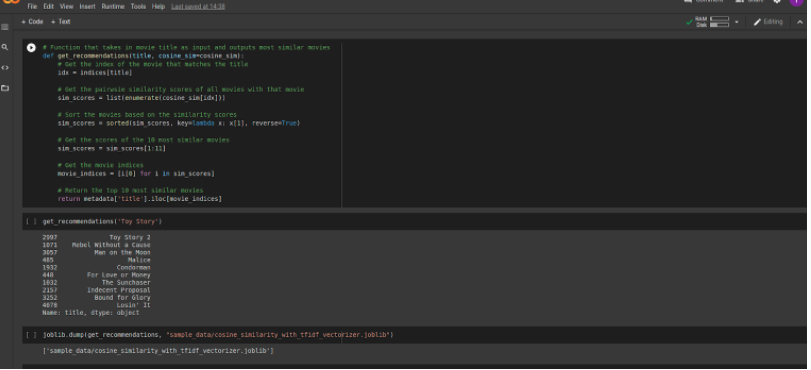 Comment
File Edit View Insert Runtime Tools Help Last saved at 14:38
+ Code + Text
RAM
Disk
Editing
# Function that takes in movie title as input and outputs most similar movies
def get_recommendations(title, cosine_sim=cosine_sim):
# Get the index of the movie that matches the title
idx = indices[title]
# Get the pairwsie similarity scores of all movies with that movie
sim_scores = list(enumerate(cosine_sim[idx]))
# Sort the movies based on the similarity scores
sim_scores = sorted(sim_scores, key=lambda x: x[1], reverse=True)
# Get the scores of the 10 most similar movies
sim_scores = sim_scores[1:11]
# Get the movie indices
movie_indices = [i[0] for i in sim_scores]
# Return the top 10 most similar movies
return metadata['title'].iloc[movie_indices]
[ ] get_recommendations('Toy Story')
2997 Toy Story 2
1071 Rebel Without a Cause
3057 Man on the Moon
485 Malice
1932 Condorman
448 For Love or Money
1032 The Sunchaser
2157 Indecent Proposal
3252 Bound for Glory
4078 Losin' It
Name: title, dtype: object
[ ] joblib.dump(get_recommendations, "sample_data/cosine_similarity_with_tfidf_vectorizer.joblib")
['sample_data/cosine_similarity_with_tfidf_vectorizer.joblib']